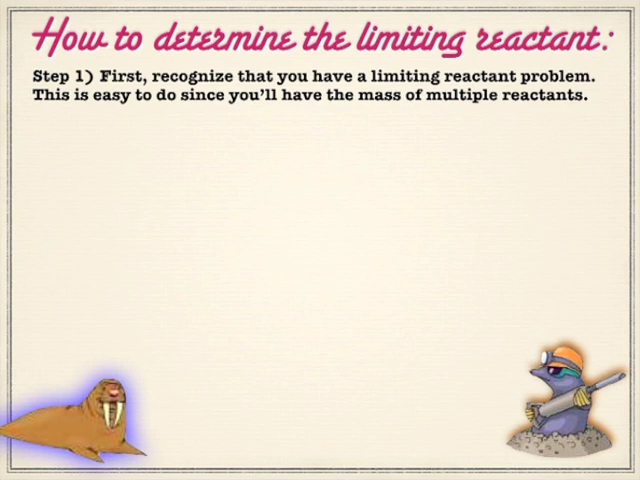 How to determine the limiting reactant:
Step 1) First, recognize that you have a limiting reactant problem.
This is easy to do since you’ll have the mass of multiple reactants.